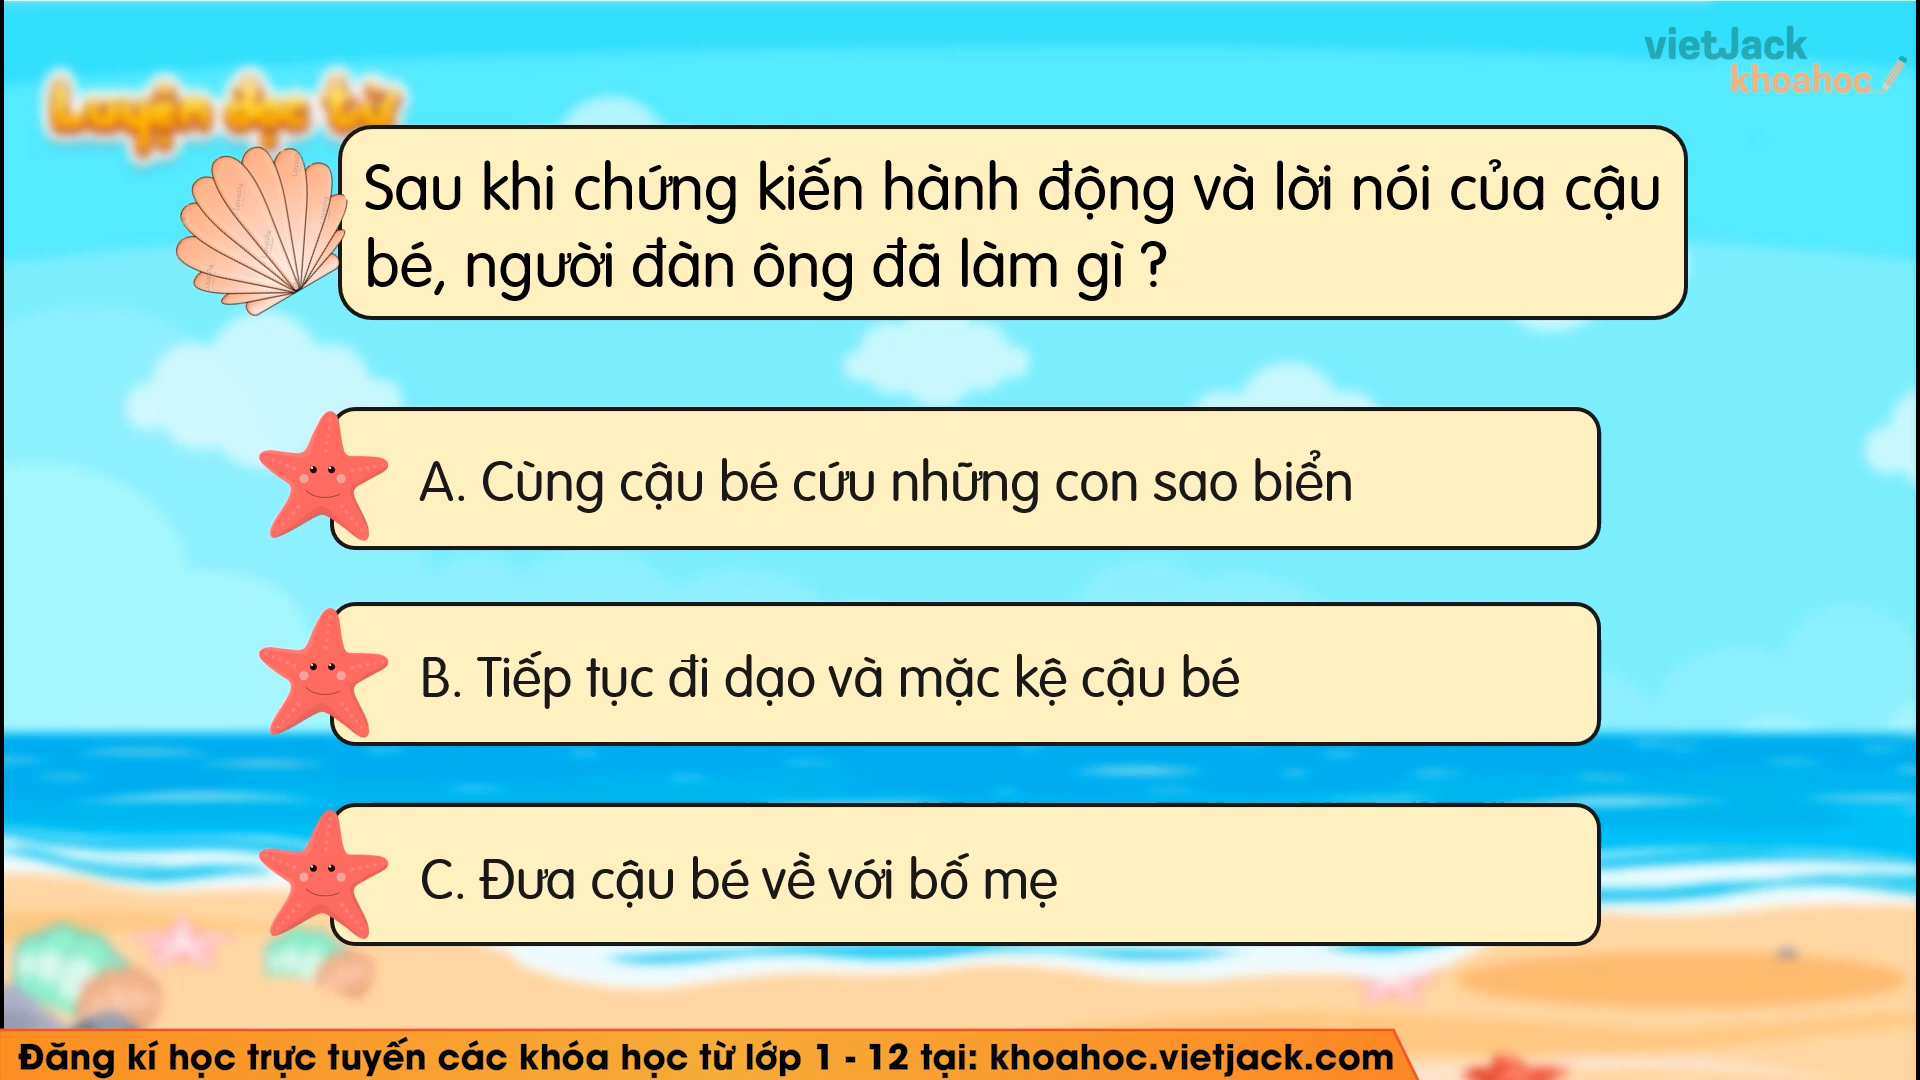 vietJack
khoahoc
Luyện đọc từ
Sau khi chứng kiến hành động và lời nói của cậu
bé, người đàn ông đã làm gì ?
A. Cùng cậu bé cứu những con sao biển
B. Tiếp tục đi dạo và mặc kệ cậu bé
C. Đưa cậu bé về với bố mẹ
Đăng kí học trực tuyến các khóa học từ lớp 1 - 12 tại: khoahoc.vietjack.com